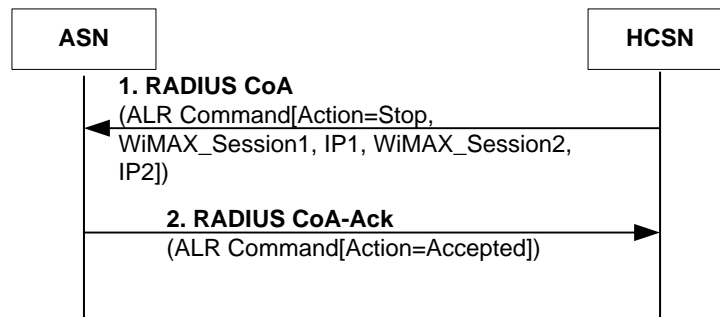 ASN
HCSN
1. RADIUS CoA
(ALR Command[Action=Stop,
WiMAX_Session1, IP1, WiMAX_Session2,
IP2])
2. RADIUS CoA-Ack
(ALR Command[Action=Accepted])